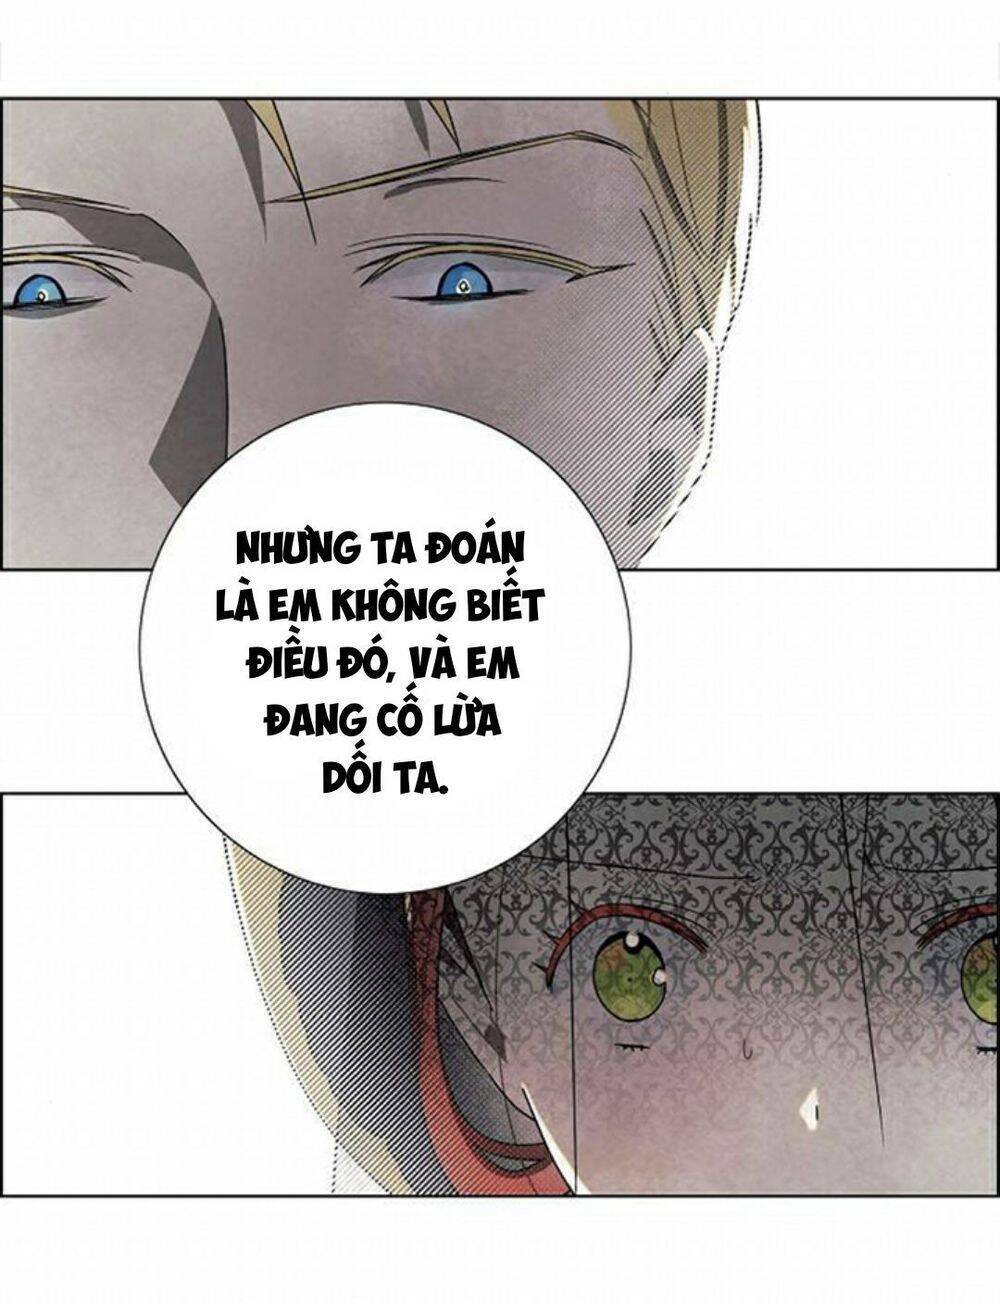 NHƯNG TA ĐOÁN
LÀ EM KHÔNG BIẾT
ĐIỀU ĐÓ, VÀ EM
ĐANG CỐ LỪA
DỐI TA.